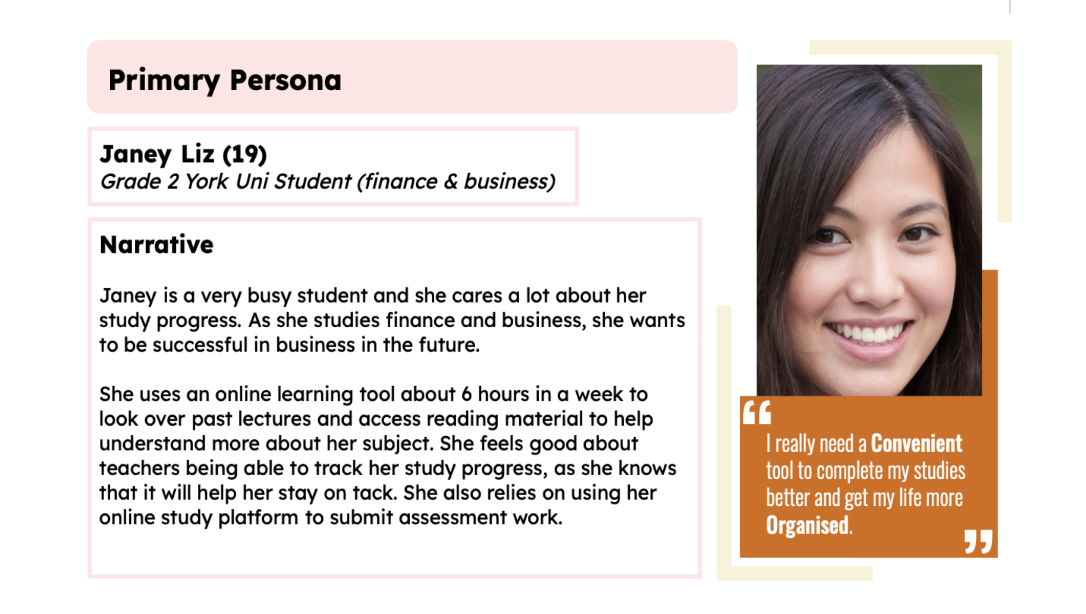 Primary Persona
Janey Liz (19)
Grade 2 York Uni Student (finance & business)
Narrative
Janey is a very busy student and she cares a lot about her
study progress. As she studies finance and business, she wants
to be successful in business in the future.
She uses an online learning tool about 6 hours in a week to
look over past lectures and access reading material to help
understand more about her subject. She feels good about
teachers being able to track her study progress, as she knows
that it will help her stay on tack. She also relies on using her
online study platform to submit assessment work.
“
I really need a Convenient
tool to complete my studies
better and get my life more
Organised.
”